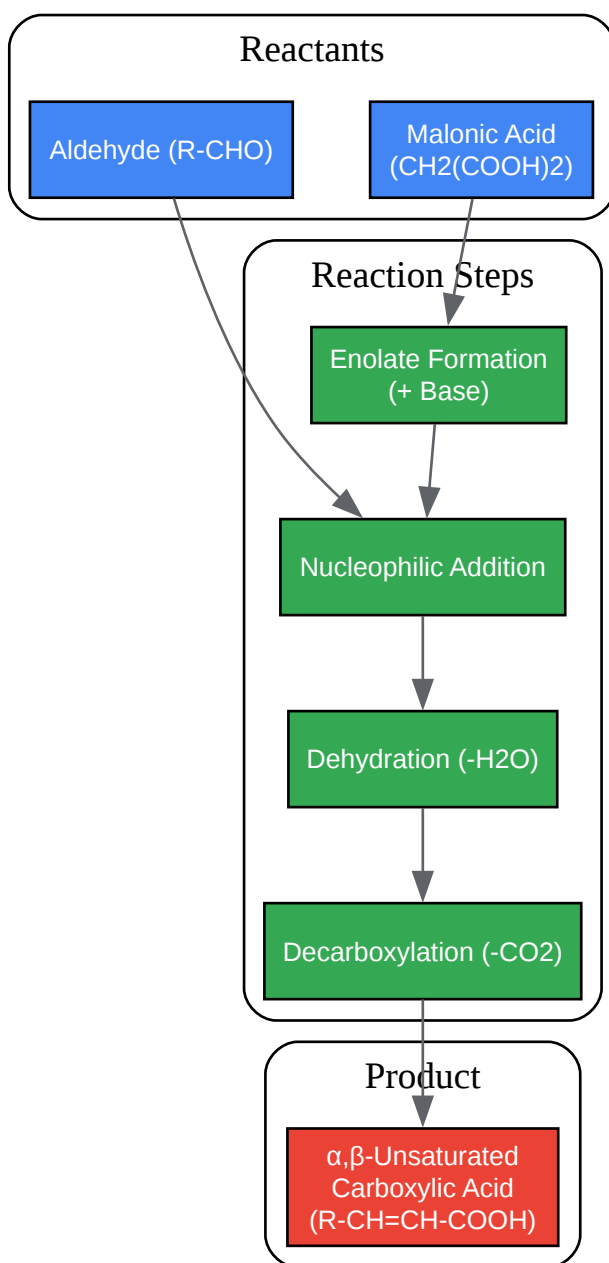 Reactants
Aldehyde (R-CHO)
Malonic Acid
(CH2(COOH)2)
Reaction Steps
Enolate Formation
(+ Base)
Nucleophilic Addition
Dehydration (-H2O)
Decarboxylation (-CO2)
Product
α,β-Unsaturated
Carboxylic Acid
(R-CH=CH-COOH)